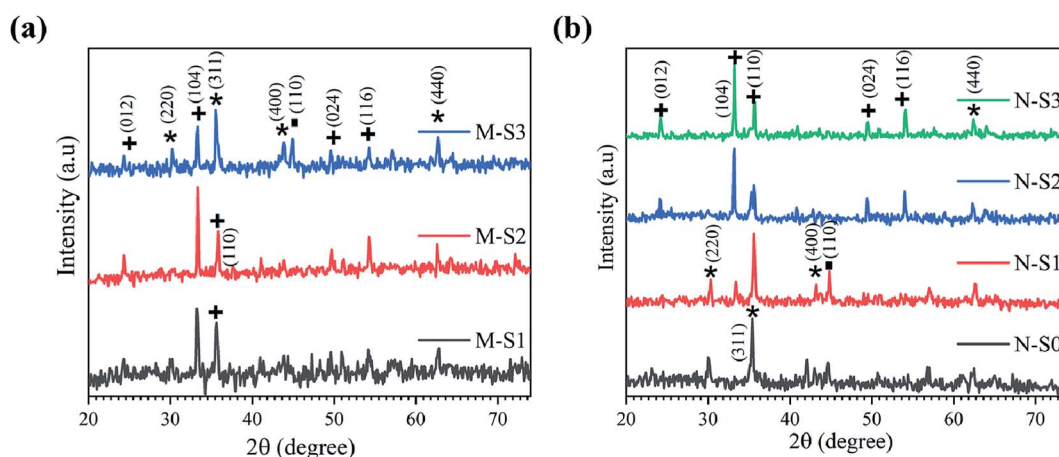 (a)
(012)
(220)
(104)
(311)
(400)
(110)
(024)
(116)
(440)
M-S3
(110)
M-S2
M-S1
Intensity (a.u)
20 30 40 50 60 70
2θ (degree)
(b)
(012)
(104)
(110)
(024)
(116)
(440)
N-S3
N-S2
(220)
(400)
(110)
N-S1
(311)
N-S0
Intensity (a.u)
20 30 40 50 60 70
2θ (degree)